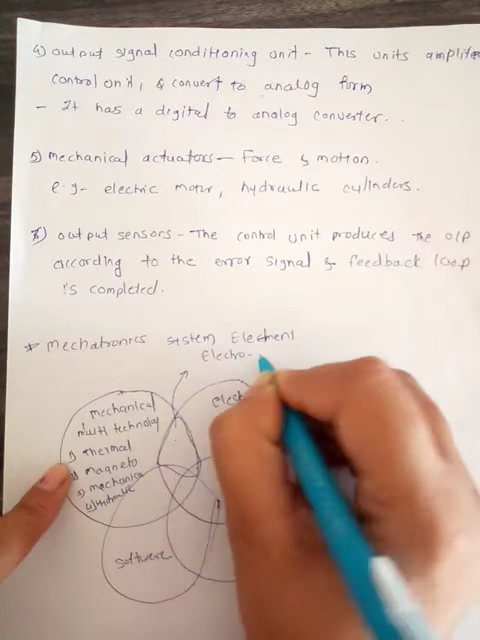 4) output signal conditioning unit - This units amplifi
control unit, & convert to analog form
- It has a digital to analog converter..
5) mechanical actuators - Force & motion.
e.g- electric motor, hydraulic cylinders.
6) output sensors - The control unit produces the O/P
according to the error signal & feedback loop
is completed.
* Mechatronics system Element
Electro-
mechanical
multi technology
1) Thermal
2) magneto
3) mechanica
4) Hydraulic
elect
software